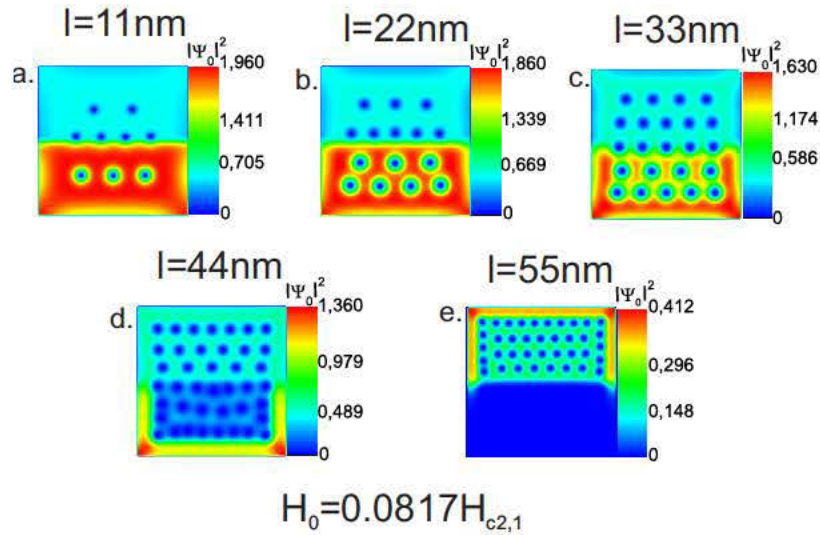 l=11nm
l=22nm
l=33nm
a.
|Ψ₀|²
1,960
1,411
0,705
0
b.
|Ψ₀|²
1,860
1,339
0,669
0
c.
|Ψ₀|²
1,630
1,174
0,586
0
l=44nm
l=55nm
d.
|Ψ₀|²
1,360
0,979
0,489
0
e.
|Ψ₀|²
0,412
0,296
0,148
0
H₀=0.0817H_{c2,1}